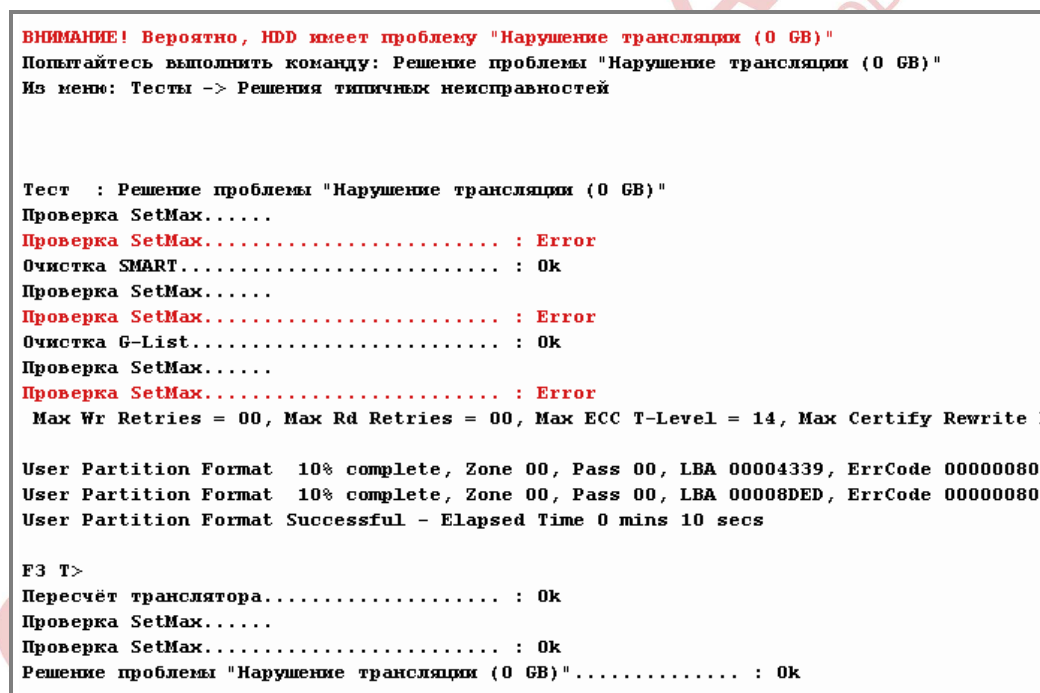 ВНИМАНИЕ! Вероятно, HDD имеет проблему "Нарушение трансляции (0 GB)"
Попытайтесь выполнить команду: Решение проблемы "Нарушение трансляции (0 GB)"
Из меню: Тесты -> Решения типичных неисправностей
Тест : Решение проблемы "Нарушение трансляции (0 GB)"
Проверка SetMax......
Проверка SetMax......................... : Error
Очистка SMART........................... : Ok
Проверка SetMax......
Проверка SetMax......................... : Error
Очистка G-List.......................... : Ok
Проверка SetMax......
Проверка SetMax......................... : Error
Max Wr Retries = 00, Max Rd Retries = 00, Max ECC T-Level = 14, Max Certify Rewrite
User Partition Format 10% complete, Zone 00, Pass 00, LBA 00004339, ErrCode 00000080
User Partition Format 10% complete, Zone 00, Pass 00, LBA 00008DED, ErrCode 00000080
User Partition Format Successful - Elapsed Time 0 mins 10 secs
F3 T>
Пересчёт транслятора.................... : Ok
Проверка SetMax......
Проверка SetMax......................... : Ok
Решение проблемы "Нарушение трансляции (0 GB)".............. : Ok